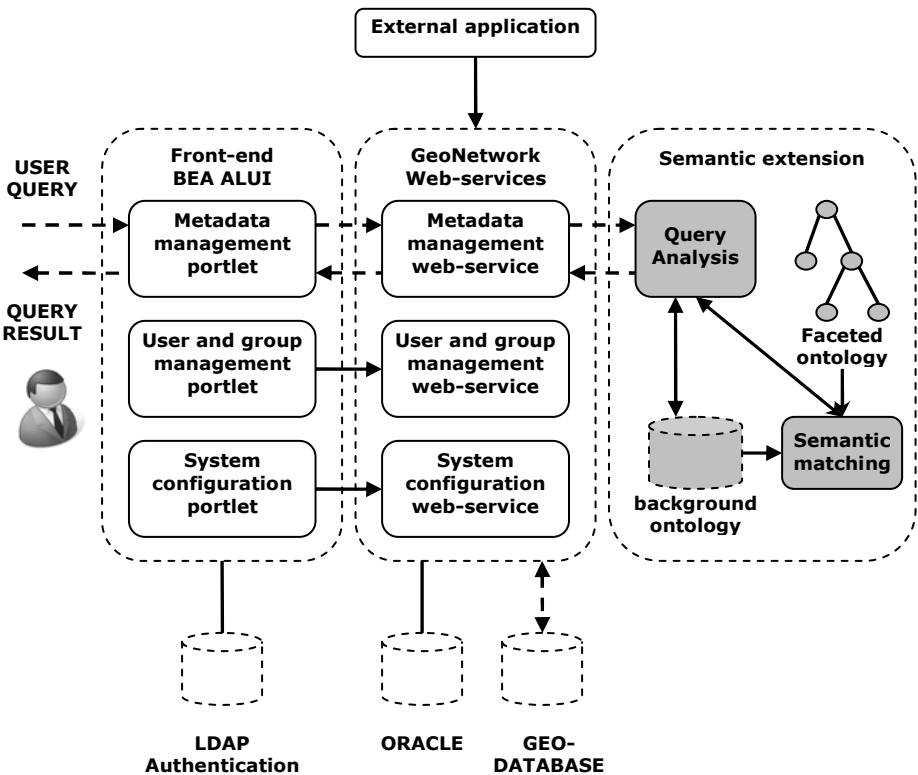 External application
Front-end
BEA ALUI
GeoNetwork
Web-services
Semantic extension
USER
QUERY
Metadada
management
portlet
Metadada
management
web-service
Query
Analysis
QUERY
RESULT
Faceted
ontology
User and group
management
portlet
User and group
management
web-service
System
configuration
portlet
System
configuration
web-service
Semantic
matching
background
ontology
LDAP
Authentication
ORACLE
GEO-
DATABASE